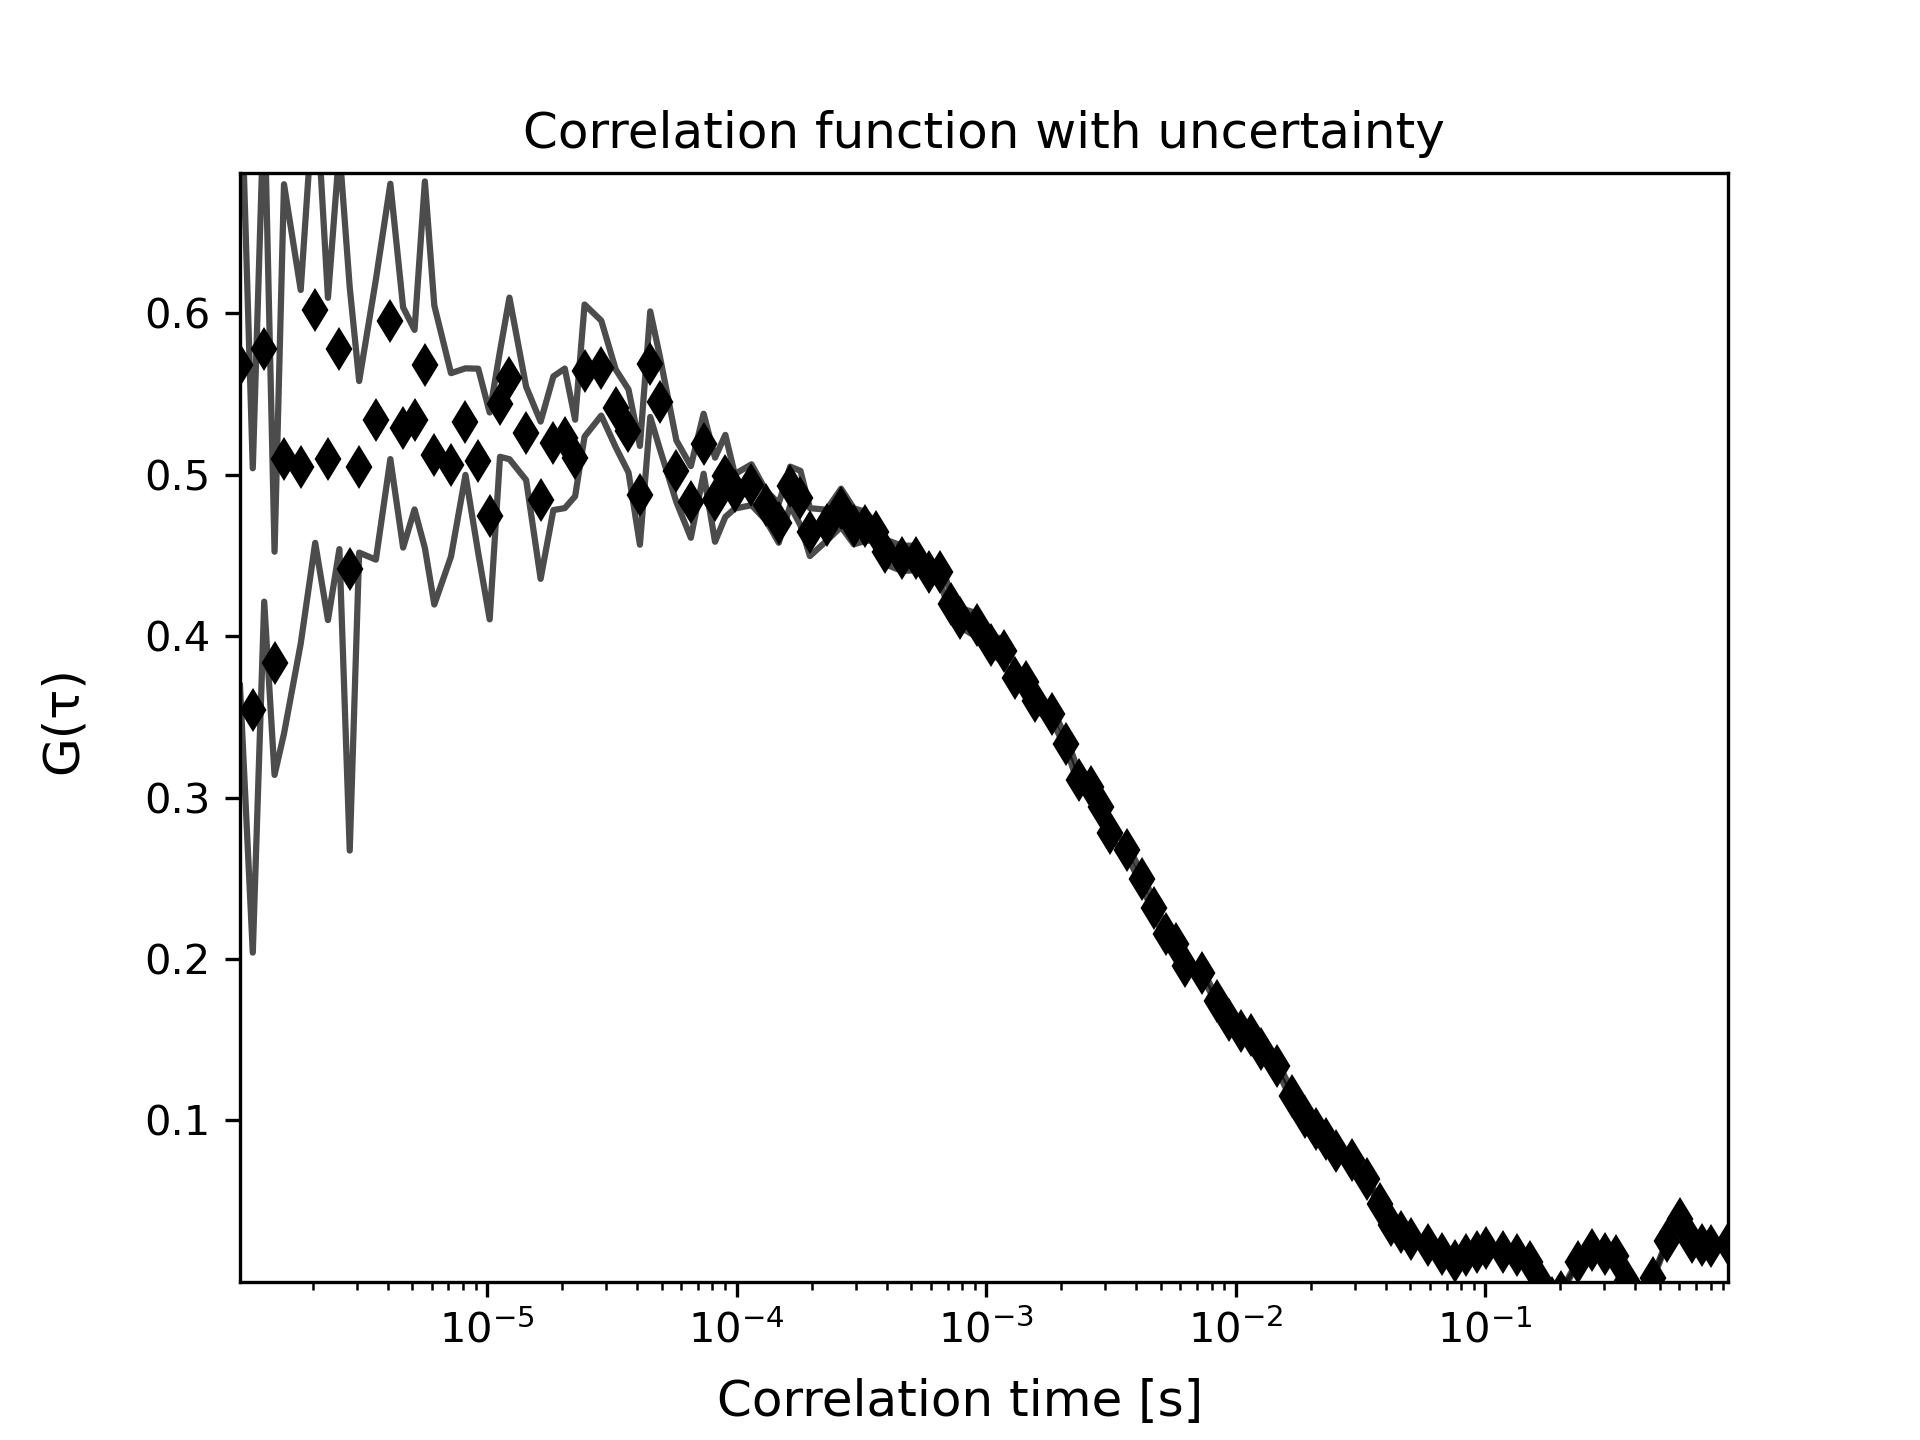 Correlation function with uncertainty
G(τ)
0.6
0.5
0.4
0.3
0.2
0.1
10⁻⁵ 10⁻⁴ 10⁻³ 10⁻² 10⁻¹
Correlation time [s]